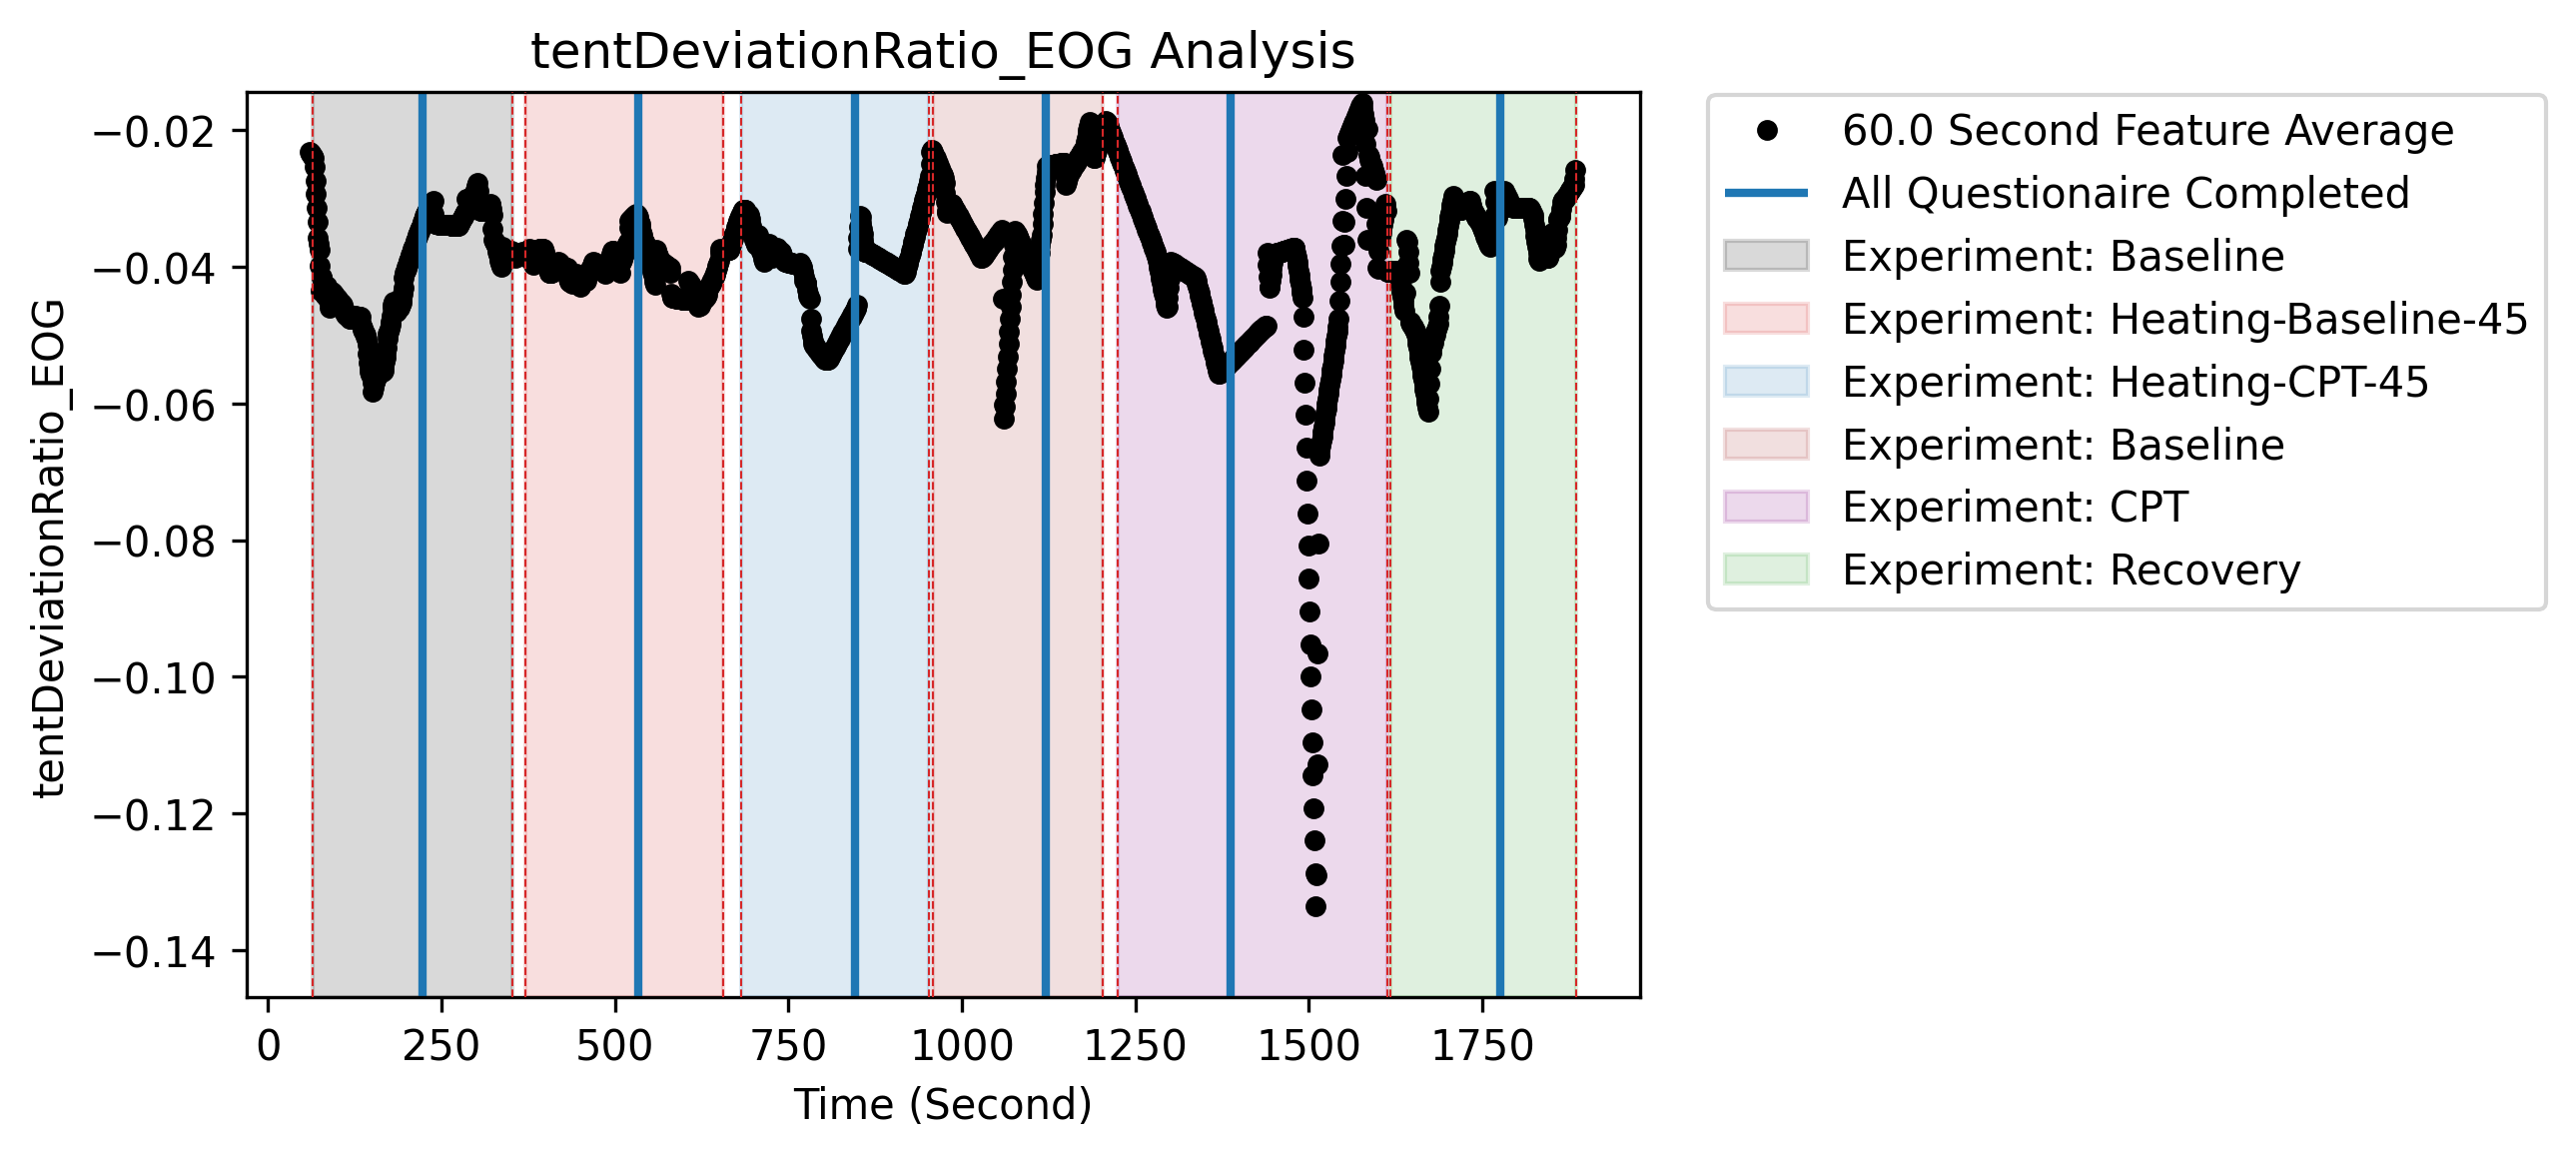 tentDeviationRatio_EOG Analysis
tentDeviationRatio_EOG
−0.02
−0.04
−0.06
−0.08
−0.10
−0.12
−0.14
0 250 500 750 1000 1250 1500 1750
Time (Second)
60.0 Second Feature Average
All Questionaire Completed
Experiment: Baseline
Experiment: Heating-Baseline-45
Experiment: Heating-CPT-45
Experiment: Baseline
Experiment: CPT
Experiment: Recovery